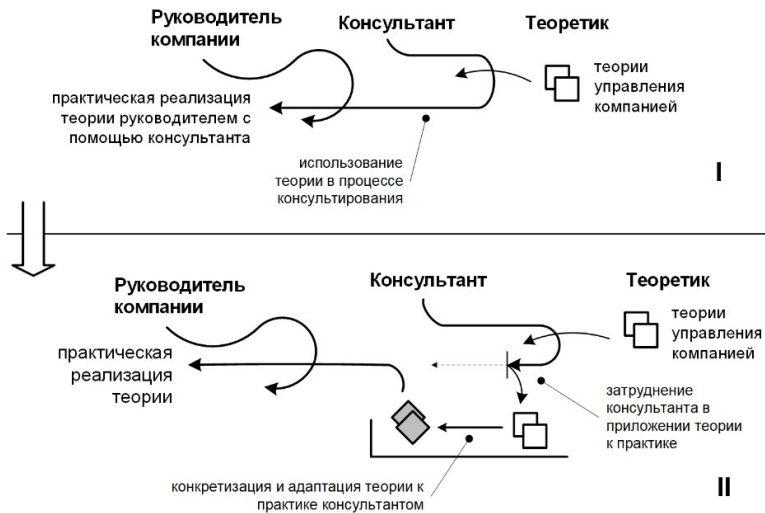 Руководитель
компании
Консультант
Теоретик
теории
управления
компанией
практическая реализация
теории руководителем с
помощью консультанта
использование
теории в процессе
консультирования
I
Руководитель
компании
Консультант
Теоретик
теории
управления
компанией
практическая
реализация
теории
затруднение
консультанта в
приложении теории
к практике
конкретизация и адаптация теории к
практике консультантом
II